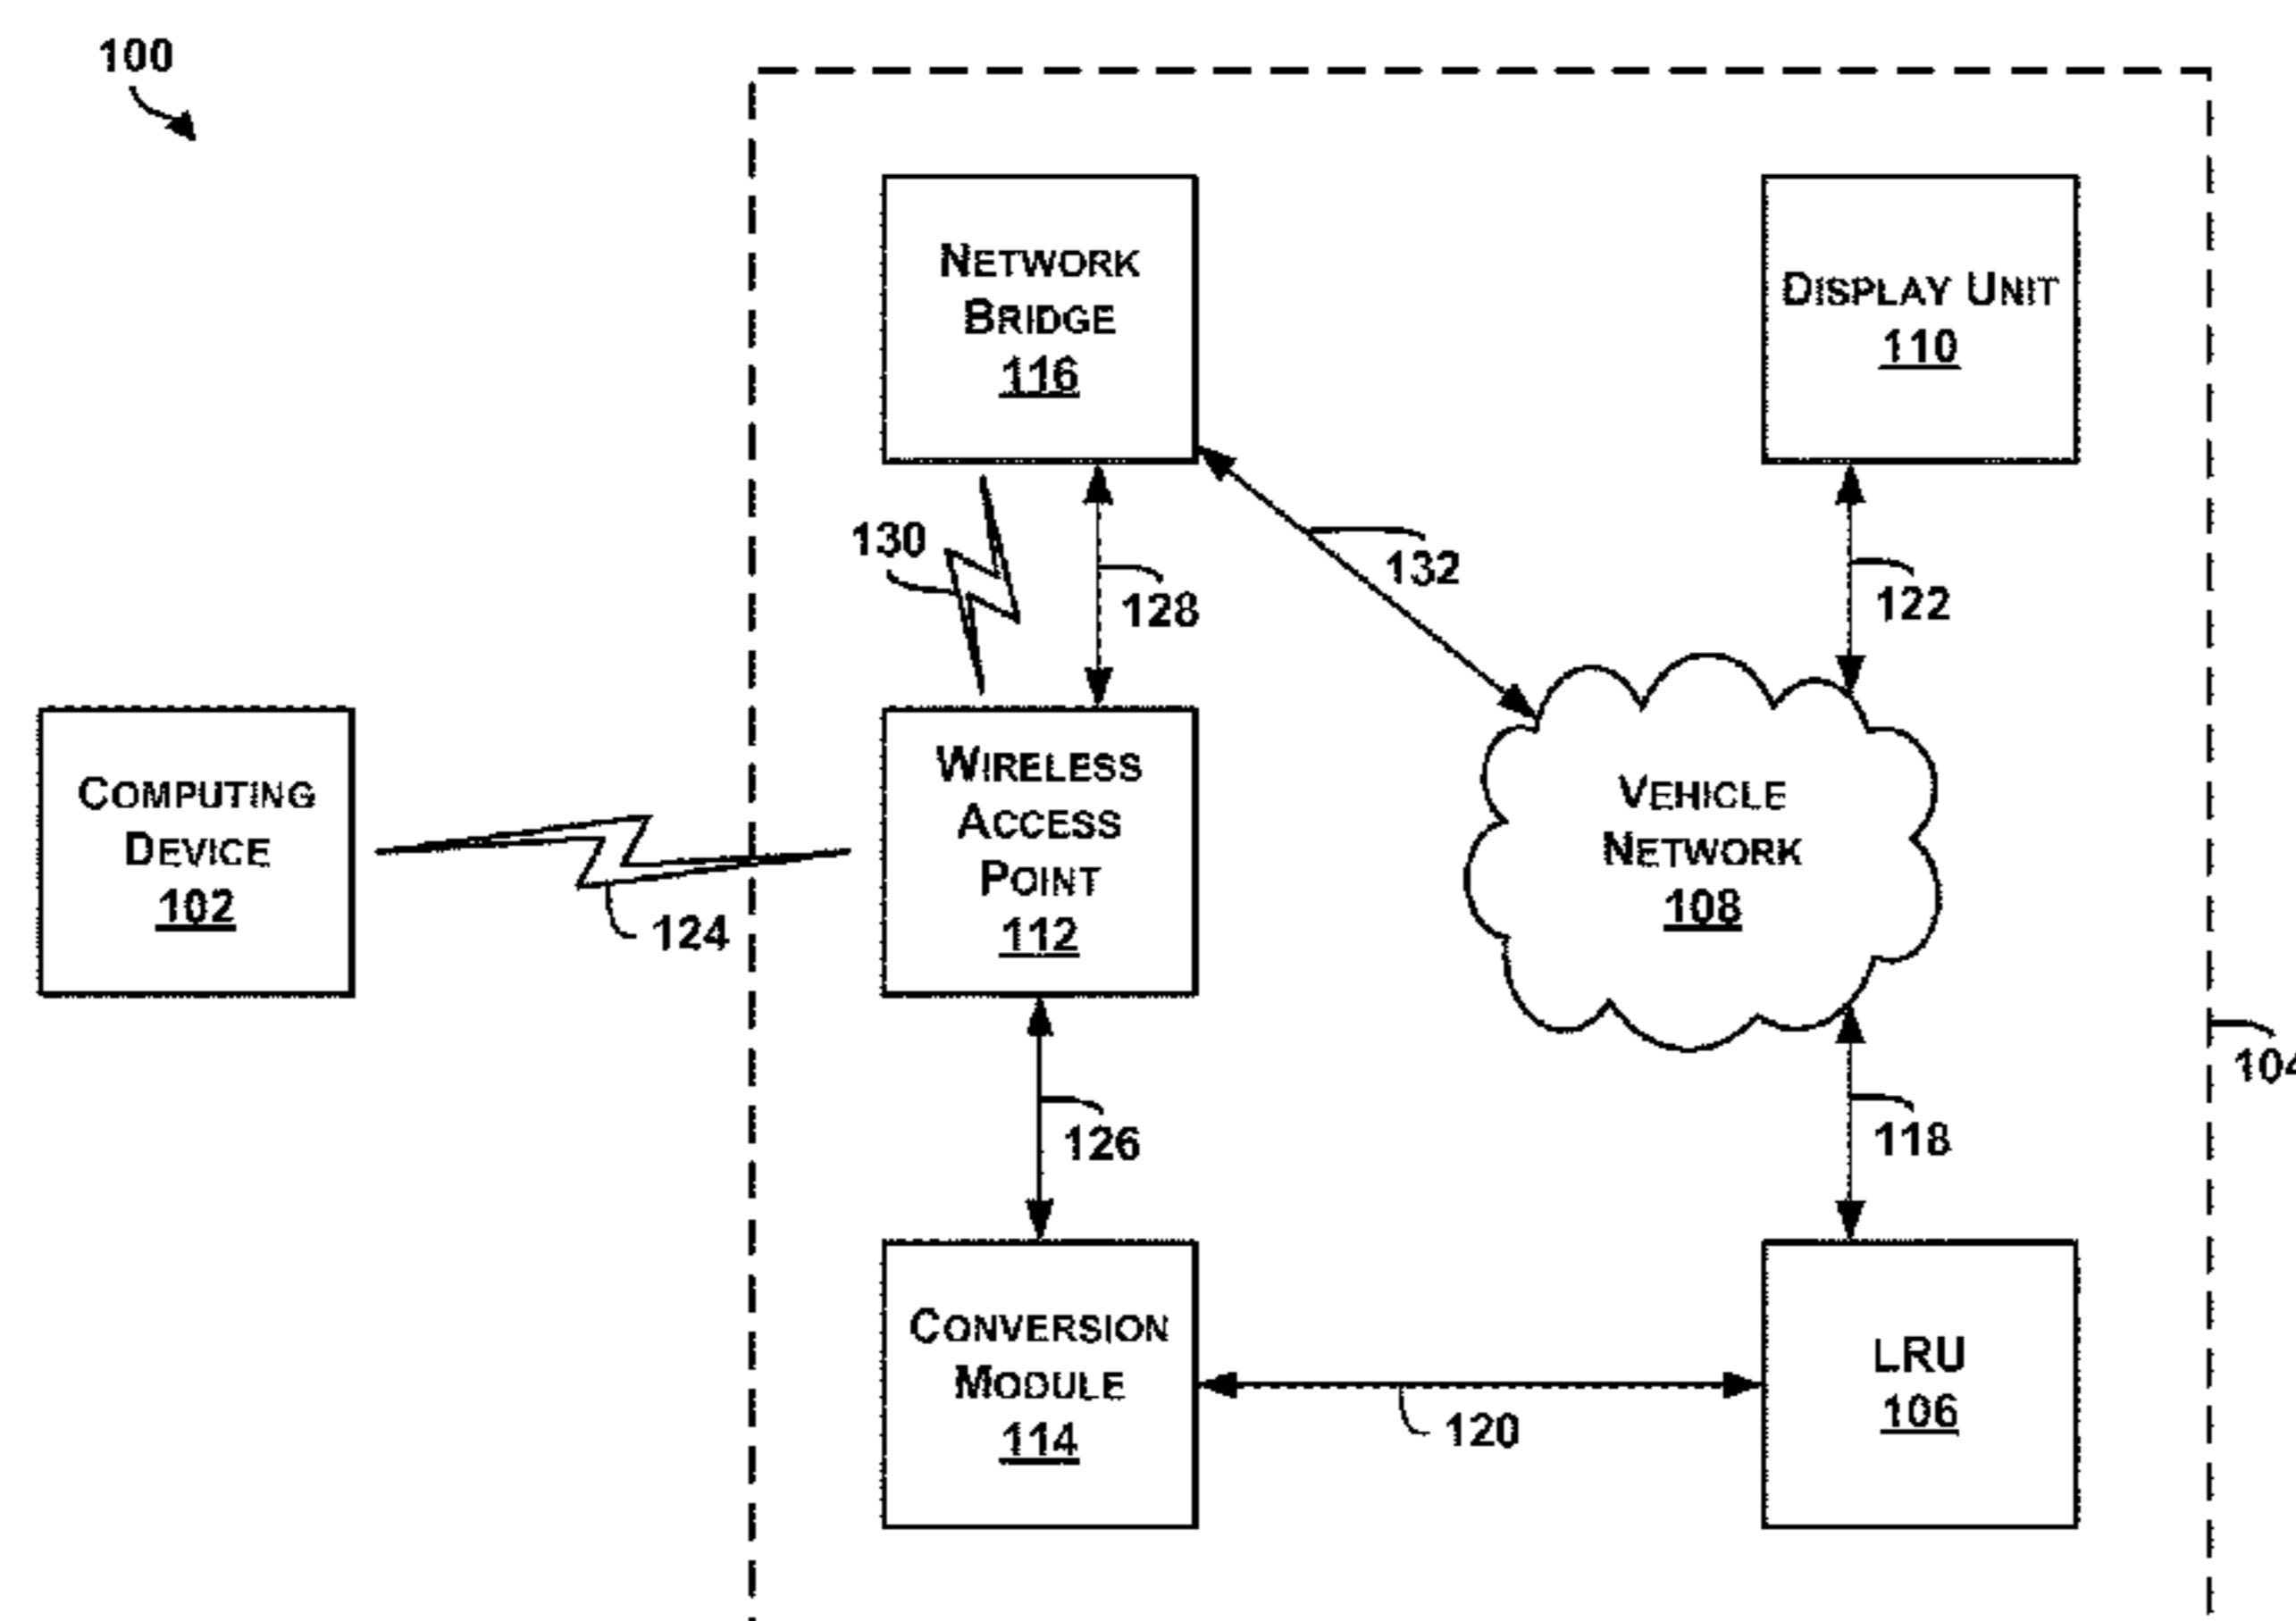 100
NETWORK
BRIDGE
116
DISPLAY UNIT
110
130
128
132
122
COMPUTING
DEVICE
102
124
WIRELESS
ACCESS
POINT
112
VEHICLE
NETWORK
108
104
126
118
CONVERSION
MODULE
114
120
LRU
106